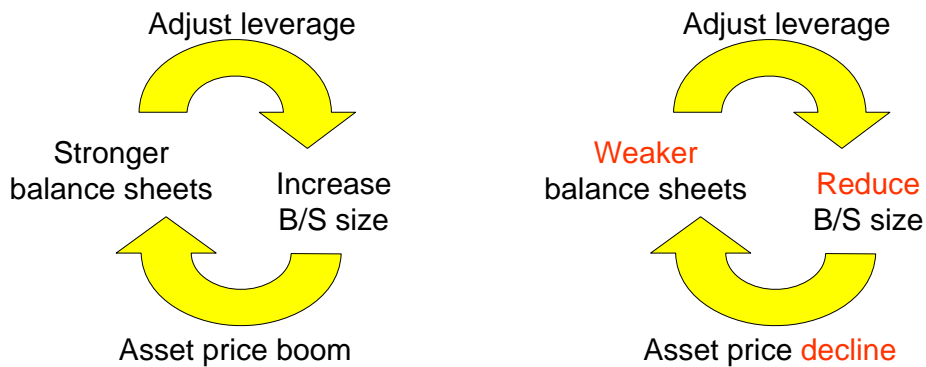 Adjust leverage
Stronger
balance sheets
Increase
B/S size
Asset price boom
Adjust leverage
Weaker
balance sheets
Reduce
B/S size
Asset price decline